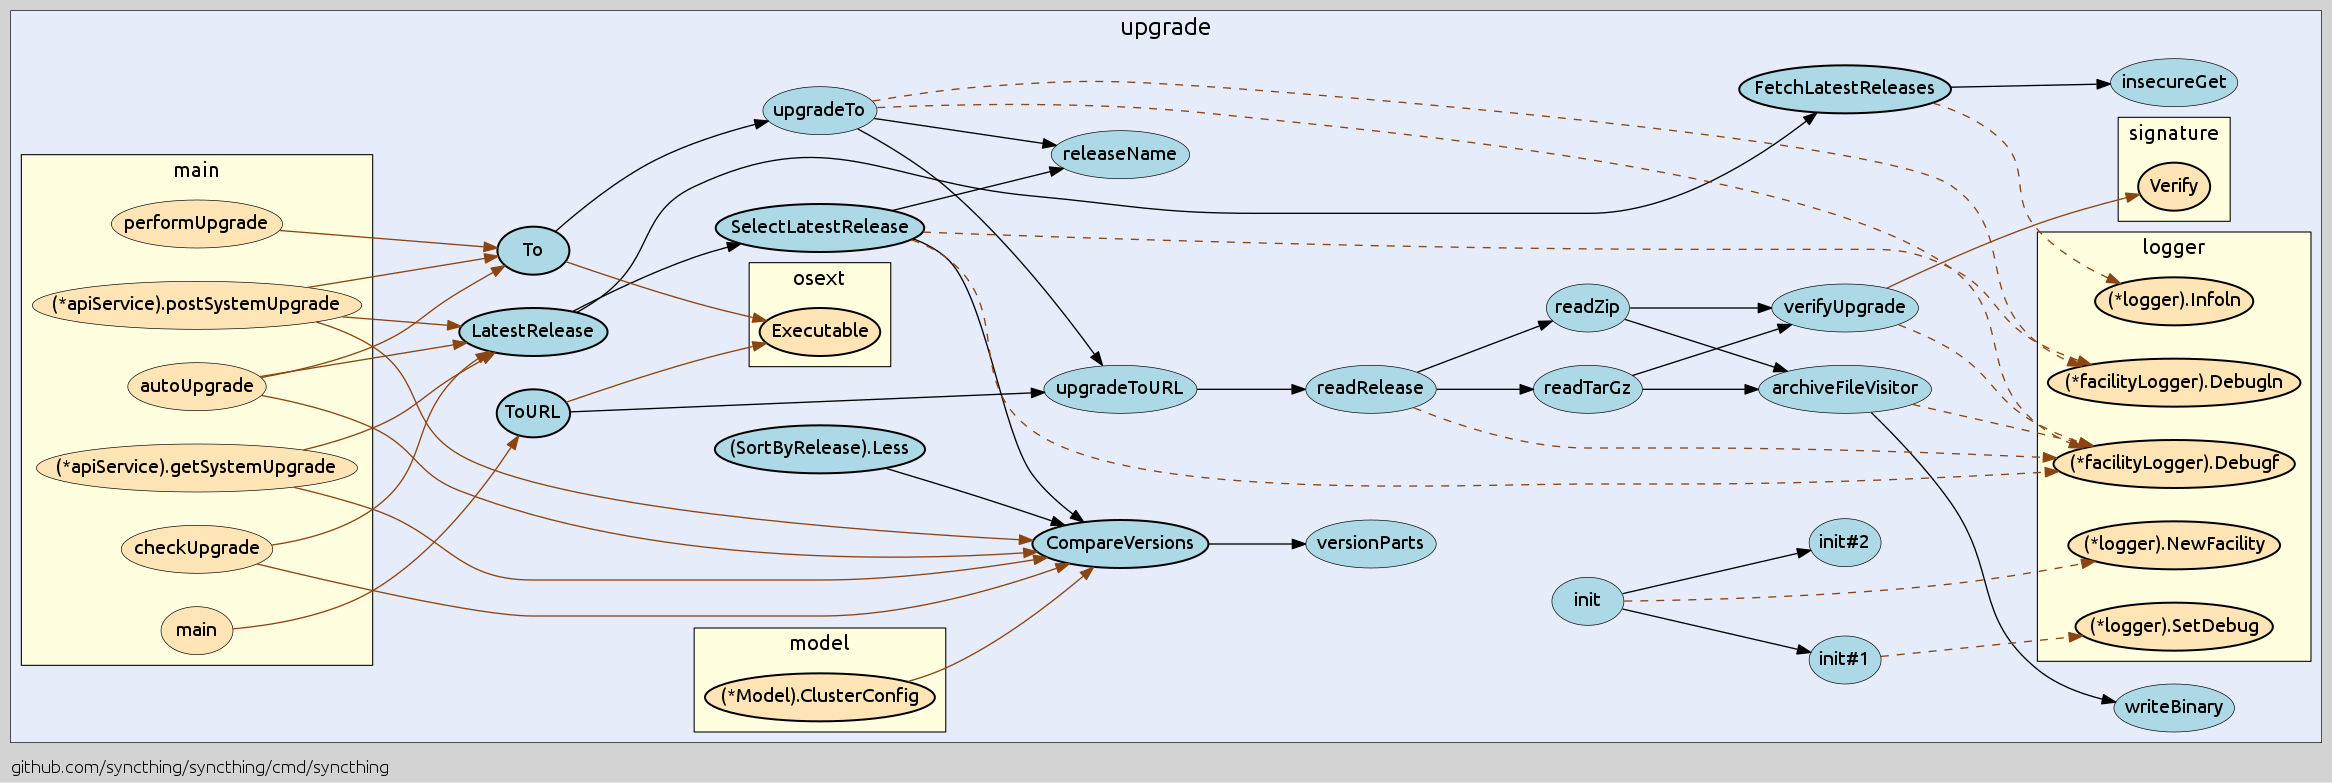 upgrade
main
performUpgrade
(*apiService).postSystemUpgrade
autoUpgrade
(*apiService).getSystemUpgrade
checkUpgrade
main
To
LatestRelease
ToURL
upgradeTo
SelectLatestRelease
osext
Executable
(SortByRelease).Less
model
(*Model).ClusterConfig
releaseName
upgradeToURL
CompareVersions
readRelease
versionParts
readZip
readTarGz
init
FetchLatestReleases
verifyUpgrade
archiveFileVisitor
init#2
init#1
insecureGet
signature
Verify
logger
(*logger).Infoln
(*facilityLogger).Debugln
(*facilityLogger).Debugf
(*logger).NewFacility
(*logger).SetDebug
writeBinary
github.com/syncthing/syncthing/cmd/syncthing